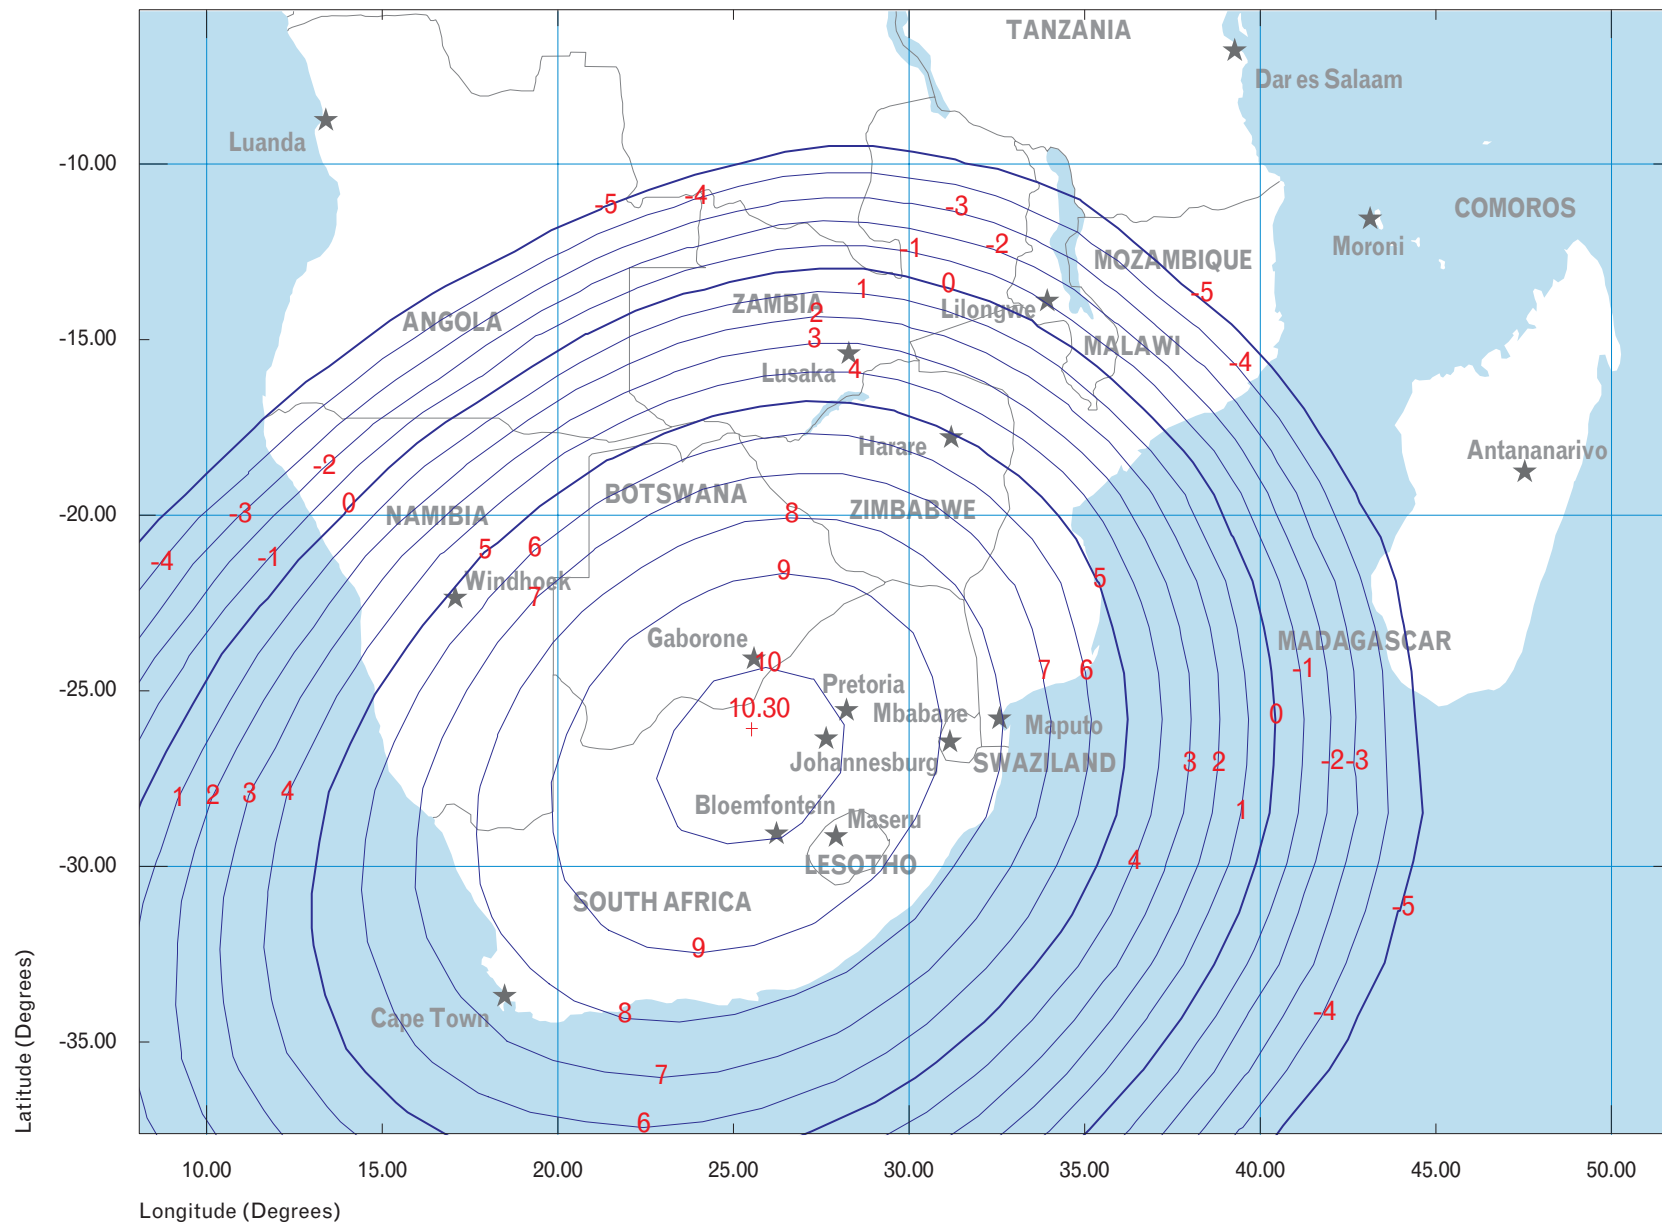 TANZANIA
Dar es Salaam
Luanda
-10.00
-5
-4
-3
COMOROS
Moroni
-1
-2
MOZAMBIQUE
0
1
-5
ZAMBIA
2
Lilongwe
ANGOLA
-15.00
3
MALAWI
Lusaka
4
-4
Harare
Antananarivo
-2
BOTSWANA
0
ZIMBABWE
-20.00
-3
NAMIBIA
8
-4
-1
5
6
9
5
Windhoek
7
Gaborone
10
MADAGASCAR
7
6
-1
-25.00
Pretoria
10.30
Mbabane
0
Maputo
Johannesburg
SWAZILAND
3
2
-2
-3
1
2
3
4
Bloemfontein
1
Maseru
-30.00
LESOTHO
4
SOUTH AFRICA
-5
9
8
-4
Cape Town
-35.00
7
6
Latitude (Degrees)
10.00
15.00
20.00
25.00
30.00
35.00
40.00
45.00
50.00
Longitude (Degrees)